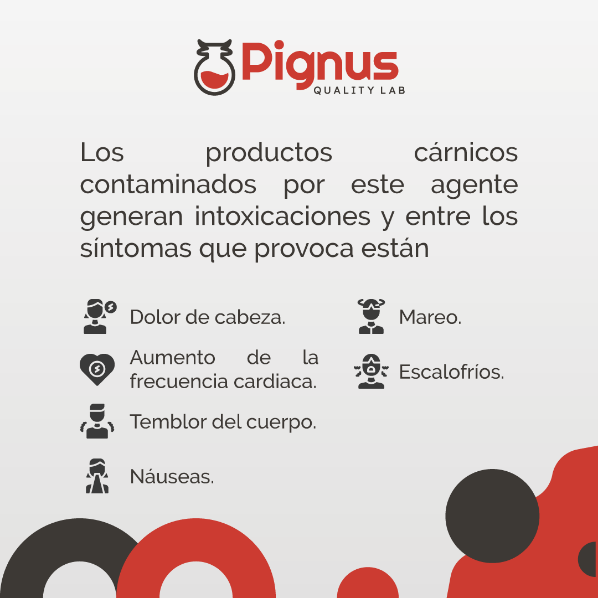 Pignus
QUALITY LAB
Los productos cárnicos
contaminados por este agente
generan intoxicaciones y entre los
síntomas que provoca están
Dolor de cabeza.
Aumento de la
frecuencia cardiaca.
Temblor del cuerpo.
Náuseas.
Mareo.
Escalofríos.